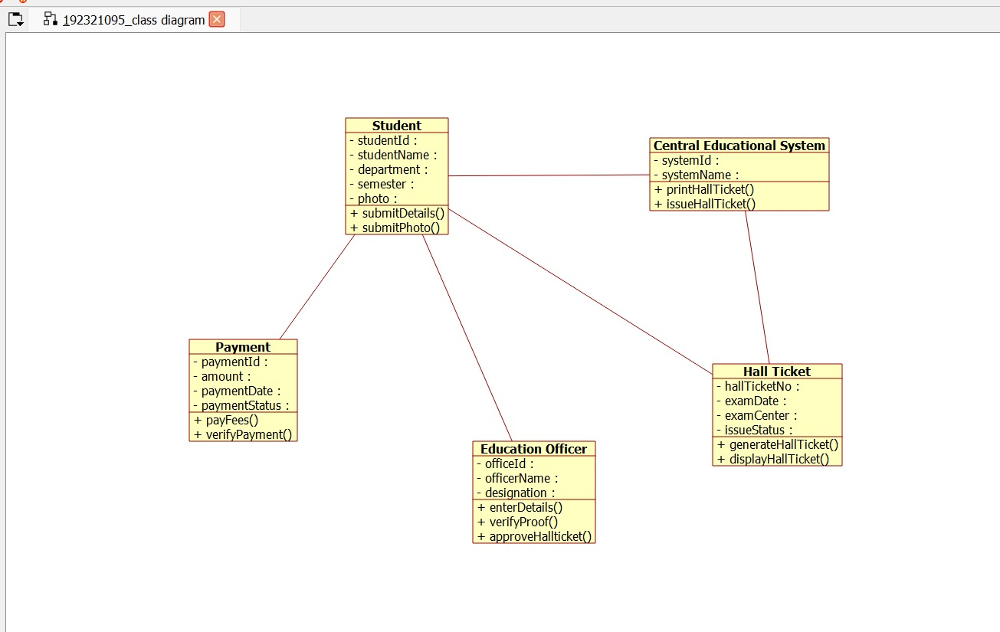 192321095_class diagram
Student
- studentId :
- studentName :
- department :
- semester :
- photo :
+ submitDetails()
+ submitPhoto()
Central Educational System
- systemId :
- systemName :
+ printHallTicket()
+ issueHallTicket()
Payment
- paymentId :
- amount :
- paymentDate :
- paymentStatus :
+ payFees()
+ verifyPayment()
Hall Ticket
- hallTicketNo :
- examDate :
- examCenter :
- issueStatus :
+ generateHallTicket()
+ displayHallTicket()
Education Officer
- officeId :
- officerName :
- designation :
+ enterDetails()
+ verifyProof()
+ approveHallticket()